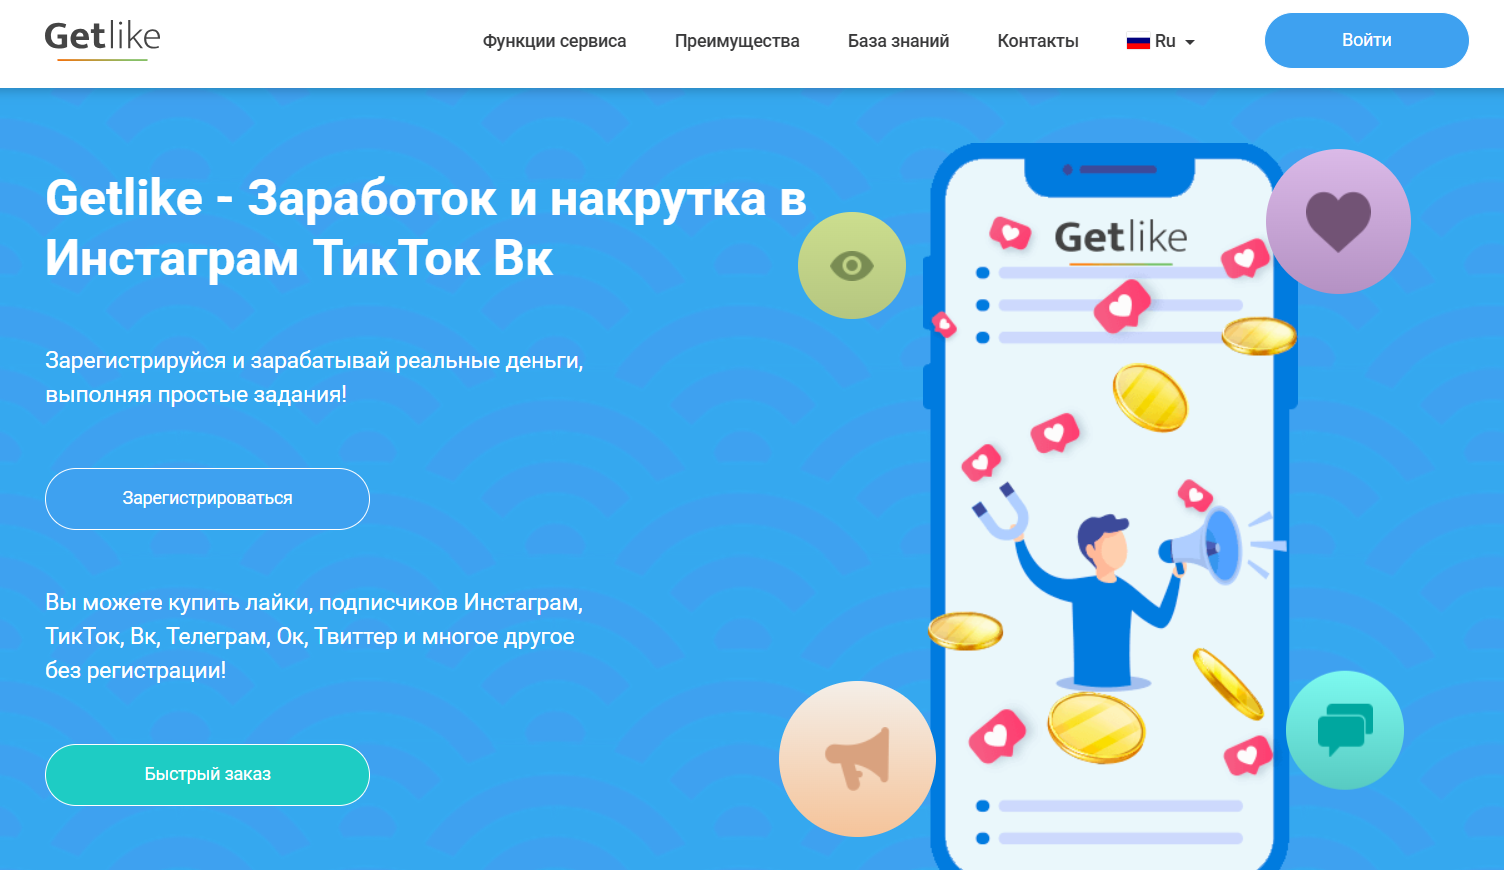 Getlike
Функции сервиса
Преимущества
База знаний
Контакты
Ru
Войти
Getlike - Заработок и накрутка в
Инстаграм ТикТок Вк
Зарегистрируйся и зарабатывай реальные деньги,
выполняя простые задания!
Зарегистрироваться
Вы можете купить лайки, подписчиков Инстаграм,
ТикТок, Вк, Телеграм, Ок, Твиттер и многое другое
без регистрации!
Быстрый заказ
Getlike